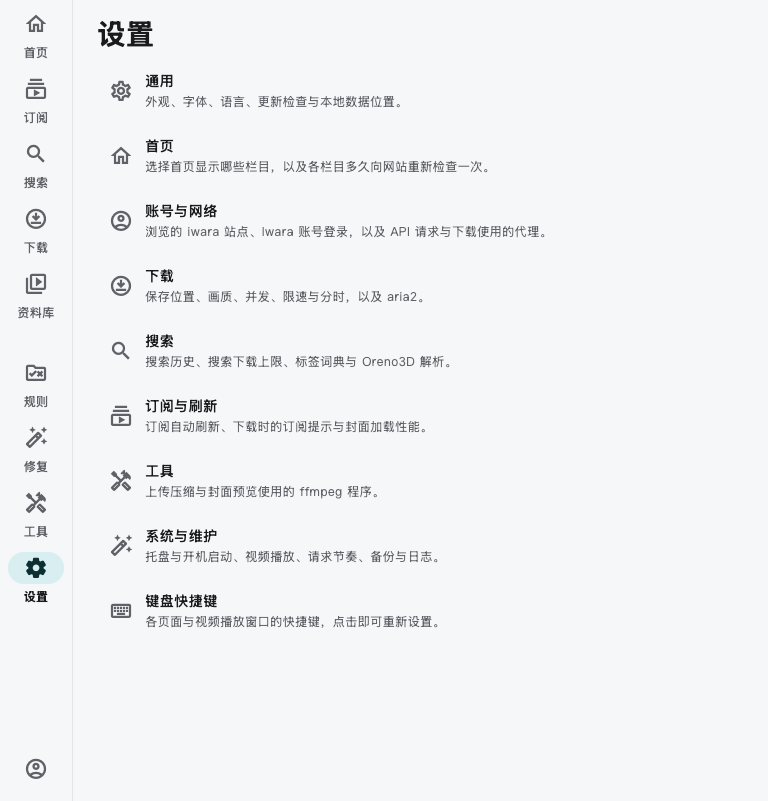 首页
订阅
搜索
下载
资料库
规则
修复
工具
设置
设置
通用
外观、字体、语言、更新检查与本地数据位置。
首页
选择首页显示哪些栏目，以及各栏目多久向网站重新检查一次。
账号与网络
浏览的 iwara 站点、Iwara 账号登录，以及 API 请求与下载使用的代理。
下载
保存位置、画质、并发、限速与分时，以及 aria2。
搜索
搜索历史、搜索下载上限、标签词典与 Oreno3D 解析。
订阅与刷新
订阅自动刷新、下载时的订阅提示与封面加载性能。
工具
上传压缩与封面预览使用的 ffmpeg 程序。
系统与维护
托盘与开机启动、视频播放、请求节奏、备份与日志。
键盘快捷键
各页面与视频播放窗口的快捷键，点击即可重新设置。